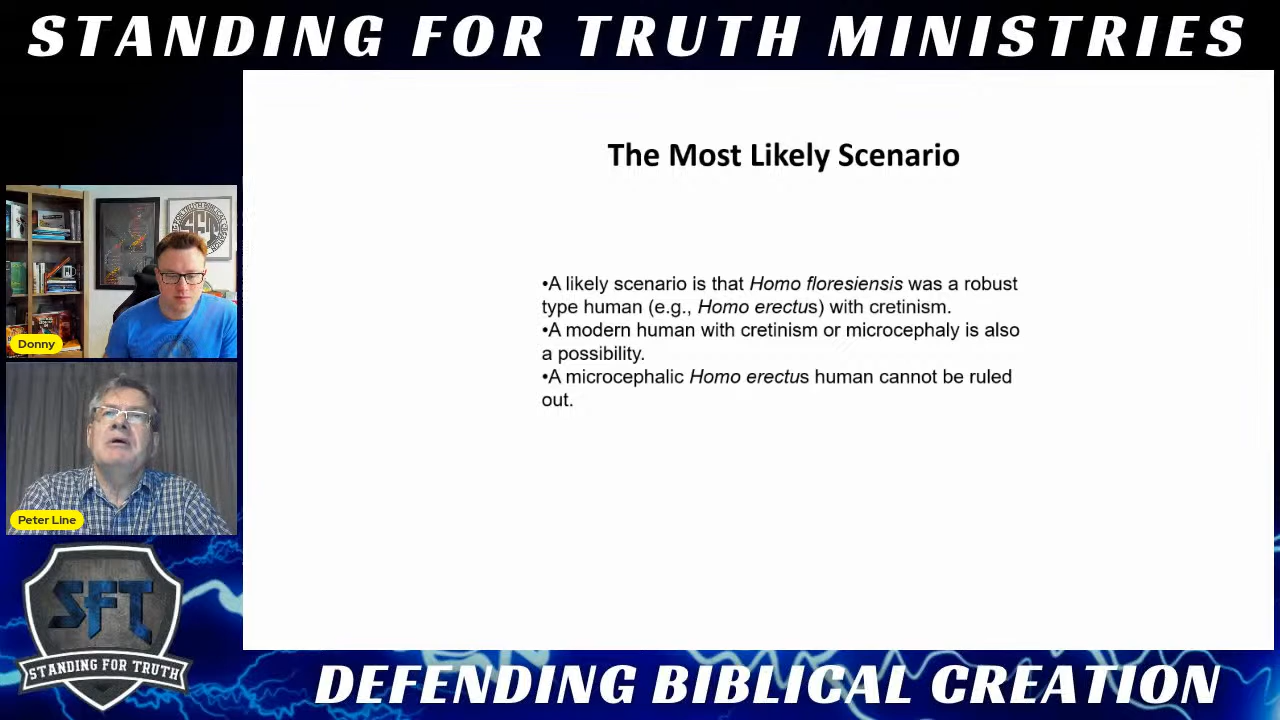 STANDING FOR TRUTH MINISTRIES
The Most Likely Scenario
•A likely scenario is that Homo floresiensis was a robust
type human (e.g., Homo erectus) with cretinism.
•A modern human with cretinism or microcephaly is also
a possibility.
•A microcephalic Homo erectus human cannot be ruled
out.
Donny
Peter Line
SFT
STANDING FOR TRUTH
DEFENDING BIBLICAL CREATION